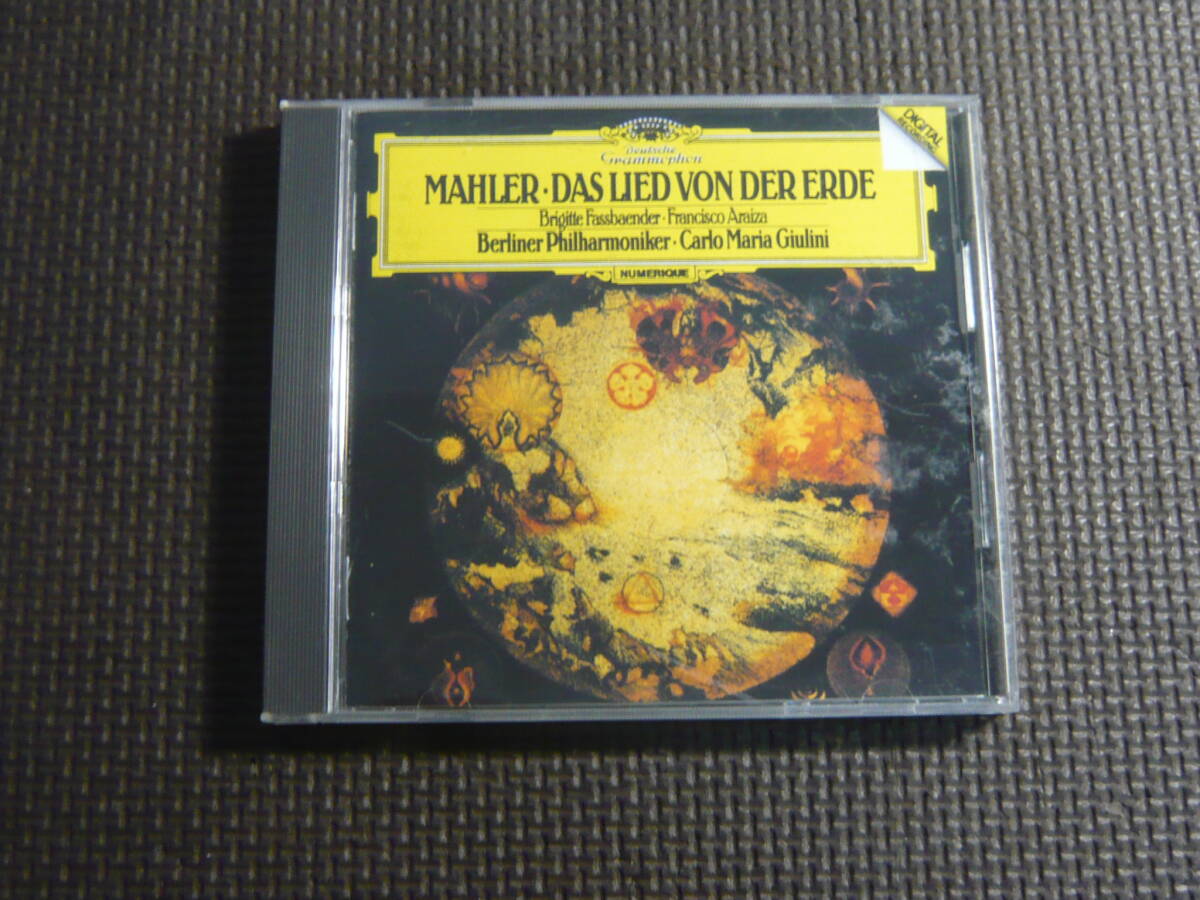 DIGITAL
RECORDING
Deutsche
Grammophon
MAHLER · DAS LIED VON DER ERDE
Brigitte Fassbaender · Francisco Araiza
Berliner Philharmoniker · Carlo Maria Giulini
NUMERIQUE